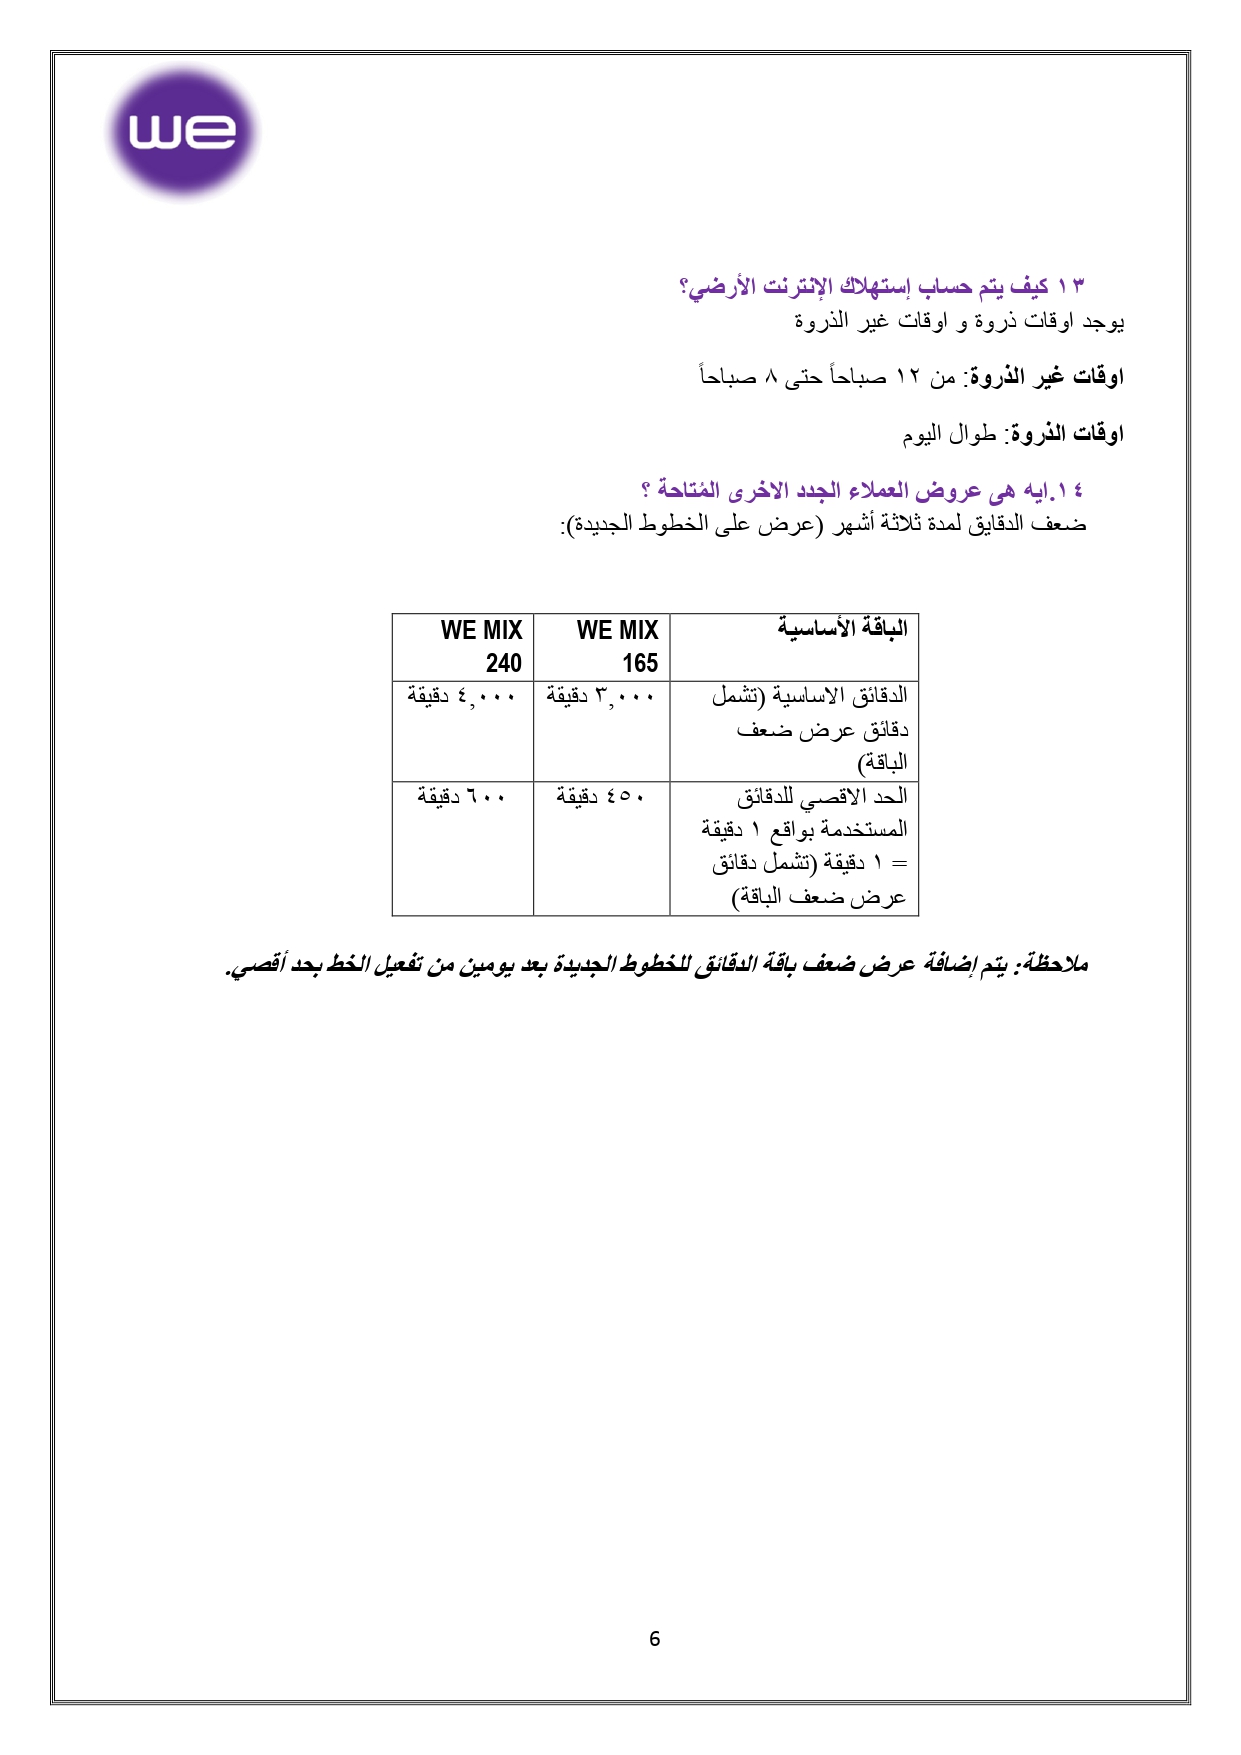 we
١٣ كيف يتم حساب إستهلاك الإنترنت الأرضي؟
يوجد اوقات ذروة و اوقات غير الذروة
اوقات غير الذروة: من ١٢ صباحاً حتى ٨ صباحاً
اوقات الذروة: طوال اليوم
١٤.ايه هى عروض العملاء الجدد الاخرى المُتاحة ؟
ضعف الدقايق لمدة ثلاثة أشهر (عرض على الخطوط الجديدة):
الباقة الأساسية WE MIX WE MIX
165 240
الدقائق الاساسية (تشمل ٣,٠٠٠ دقيقة ٤,٠٠٠ دقيقة
دقائق عرض ضعف
الباقة)
الحد الاقصي للدقائق ٤٥٠ دقيقة ٦٠٠ دقيقة
المستخدمة بواقع ١ دقيقة
= ١ دقيقة (تشمل دقائق
عرض ضعف الباقة)
ملاحظة: يتم إضافة عرض ضعف باقة الدقائق للخطوط الجديدة بعد يومين من تفعيل الخط بحد أقصي.
6